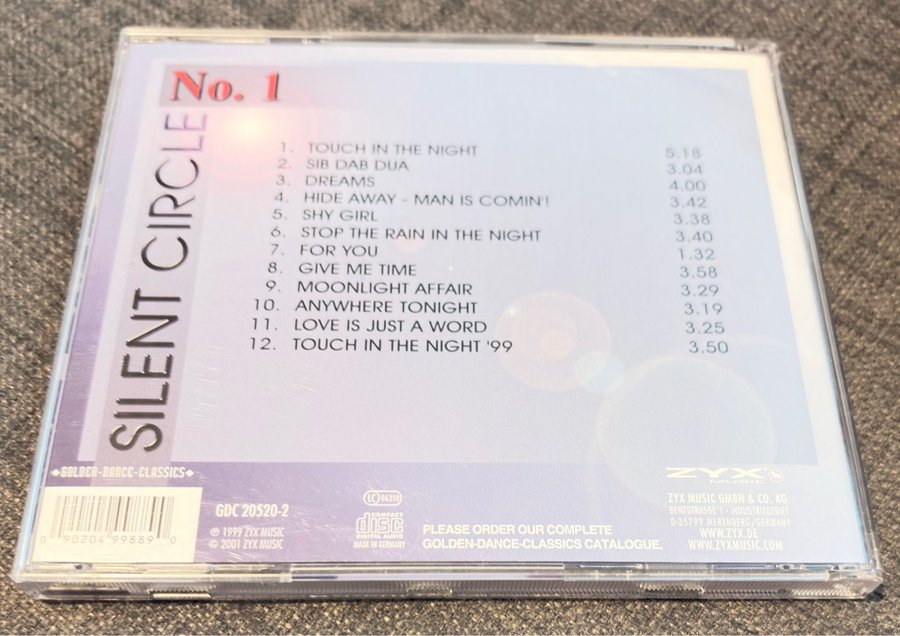 No. 1
SILENT CIRCLE
1. TOUCH IN THE NIGHT 5.18
2. SIB DAB DUA 3.04
3. DREAMS 4.00
4. HIDE AWAY - MAN IS COMIN'! 3.42
5. SHY GIRL 3.38
6. STOP THE RAIN IN THE NIGHT 3.40
7. FOR YOU 1.32
8. GIVE ME TIME 3.58
9. MOONLIGHT AFFAIR 3.29
10. ANYWHERE TONIGHT 3.19
11. LOVE IS JUST A WORD 3.25
12. TOUCH IN THE NIGHT '99 3.50
GOLDEN-DANCE-CLASSICS
0 90204 99889 0
GDC 20520-2
℗ 1999 ZYX MUSIC
© 2001 ZYX MUSIC
LC 06350
COMPACT
disc
DIGITAL AUDIO
MADE IN GERMANY
PLEASE ORDER OUR COMPLETE
GOLDEN-DANCE-CLASSICS CATALOGUE.
ZYX
MUSIC
ZYX MUSIC GMBH & CO. KG
BENZSTRASSE 1 - INDUSTRIEGEBIET
D-35799 MERENBERG/GERMANY
WWW.ZYX.DE
WWW.ZYXMUSIC.COM